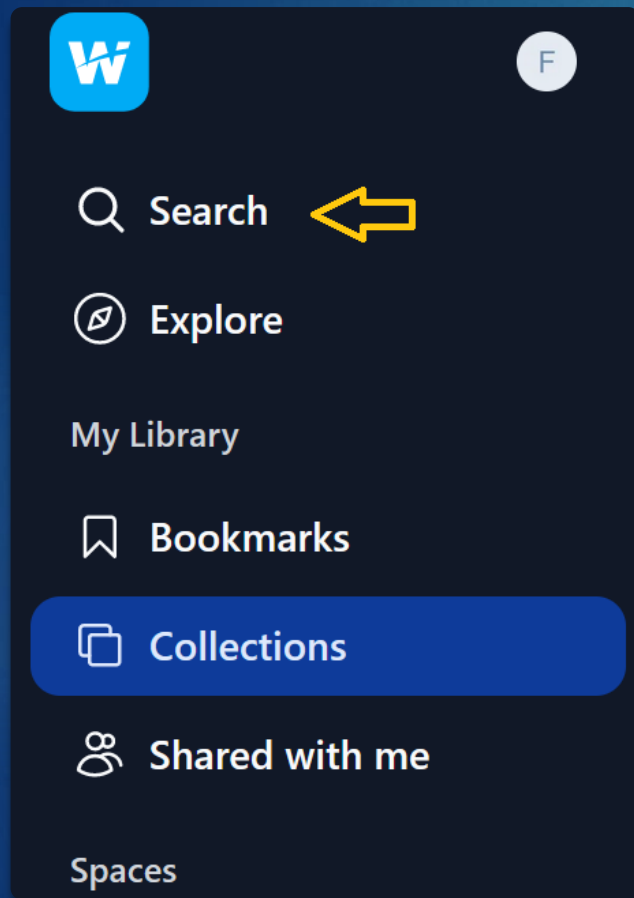 W
F
Search
Explore
My Library
Bookmarks
Collections
Shared with me
Spaces